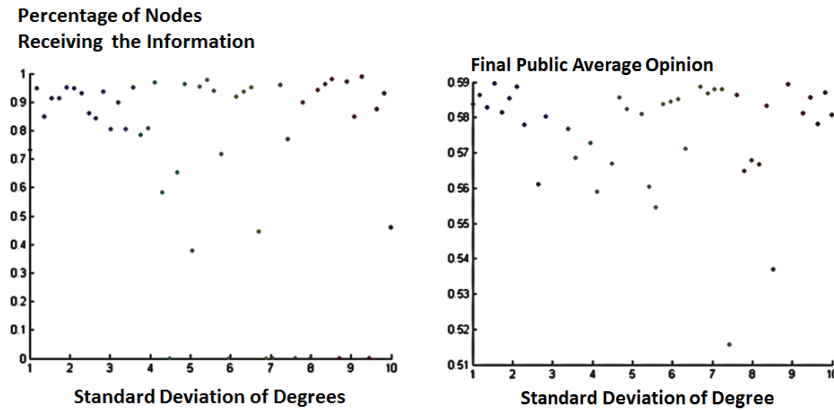 Percentage of Nodes
Receiving the Information
1
0.9
0.8
0.7
0.6
0.5
0.4
0.3
0.2
0.1
0
1 2 3 4 5 6 7 8 9 10
Standard Deviation of Degrees
Final Public Average Opinion
0.59
0.58
0.57
0.56
0.55
0.54
0.53
0.52
0.51
1 2 3 4 5 6 7 8 9 10
Standard Deviation of Degree